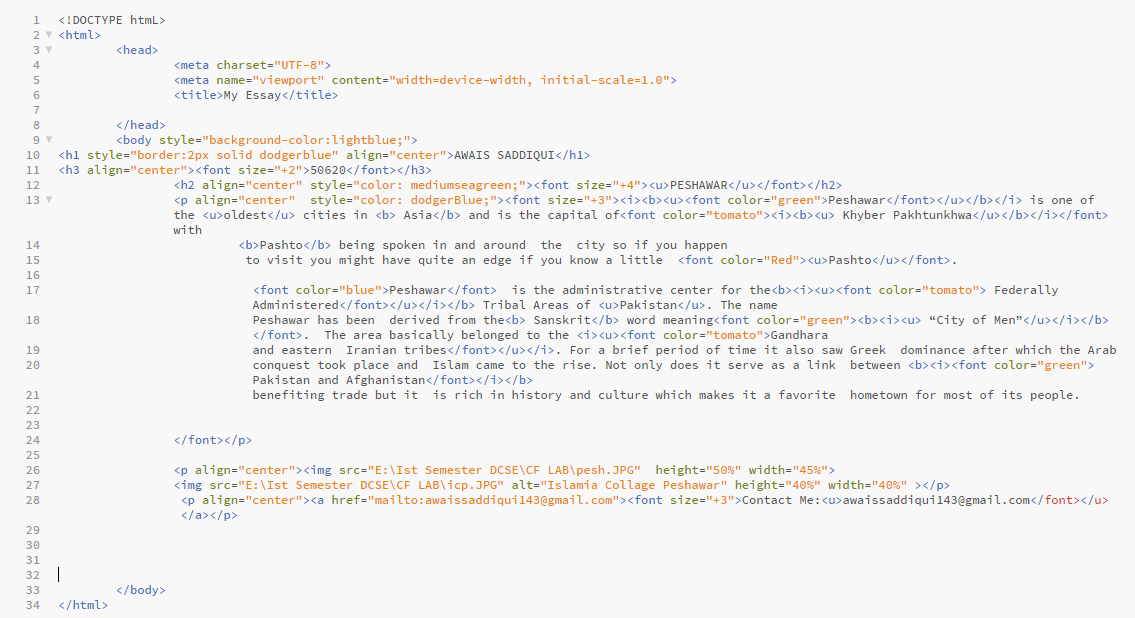 1 <!DOCTYPE htmL>
2 <html>
3 <head>
4 <meta charset="UTF-8">
5 <meta name="viewport" content="width=device-width, initial-scale=1.0">
6 <title>My Essay</title>
7
8 </head>
9 <body style="background-color:lightblue;">
10 <h1 style="border:2px solid dodgerblue" align="center">AWAIS SADDIQUI</h1>
11 <h3 align="center"><font size="+2">50620</font></h3>
12 <h2 align="center" style="color: mediumseagreen;"><font size="+4"><u>PESHAWAR</u></font></h2>
13 <p align="center"  style="color: dodgerBlue;"><font size="+3"><i><b><u><font color="green">Peshawar</font></u></b></i> is one of
the <u>oldest</u> cities in <b> Asia</b> and is the capital of<font color="tomato"><i><b><u> Khyber Pakhtunkhwa</u></b></i></font>
with
14 <b>Pashto</b> being spoken in and around  the  city so if you happen
15 to visit you might have quite an edge if you know a little  <font color="Red"><u>Pashto</u></font>.
16
17 <font color="blue">Peshawar</font>  is the administrative center for the<b><i><u><font color="tomato"> Federally
Administered</font></u></i></b> Tribal Areas of <u>Pakistan</u>. The name
18 Peshawar has been  derived from the<b> Sanskrit</b> word meaning<font color="green"><b><i><u> “City of Men”</u></i></b>
</font>.  The area basically belonged to the <i><u><font color="tomato">Gandhara
19 and eastern  Iranian tribes</font></u></i>. For a brief period of time it also saw Greek  dominance after which the Arab
20 conquest took place and  Islam came to the rise. Not only does it serve as a link  between <b><i><font color="green">
Pakistan and Afghanistan</font></i></b>
21 benefiting trade but it  is rich in history and culture which makes it a favorite  hometown for most of its people.
22
23
24 </font></p>
25
26 <p align="center"><img src="E:\Ist Semester DCSE\CF LAB\pesh.JPG"  height="50%" width="45%">
27 <img src="E:\Ist Semester DCSE\CF LAB\icp.JPG" alt="Islamia Collage Peshawar" height="40%" width="40%" ></p>
28 <p align="center"><a href="mailto:awaissaddiqui143@gmail.com"><font size="+3">Contact Me:<u>awaissaddiqui143@gmail.com</font></u>
</a></p>
29
30
31
32
33 </body>
34 </html>